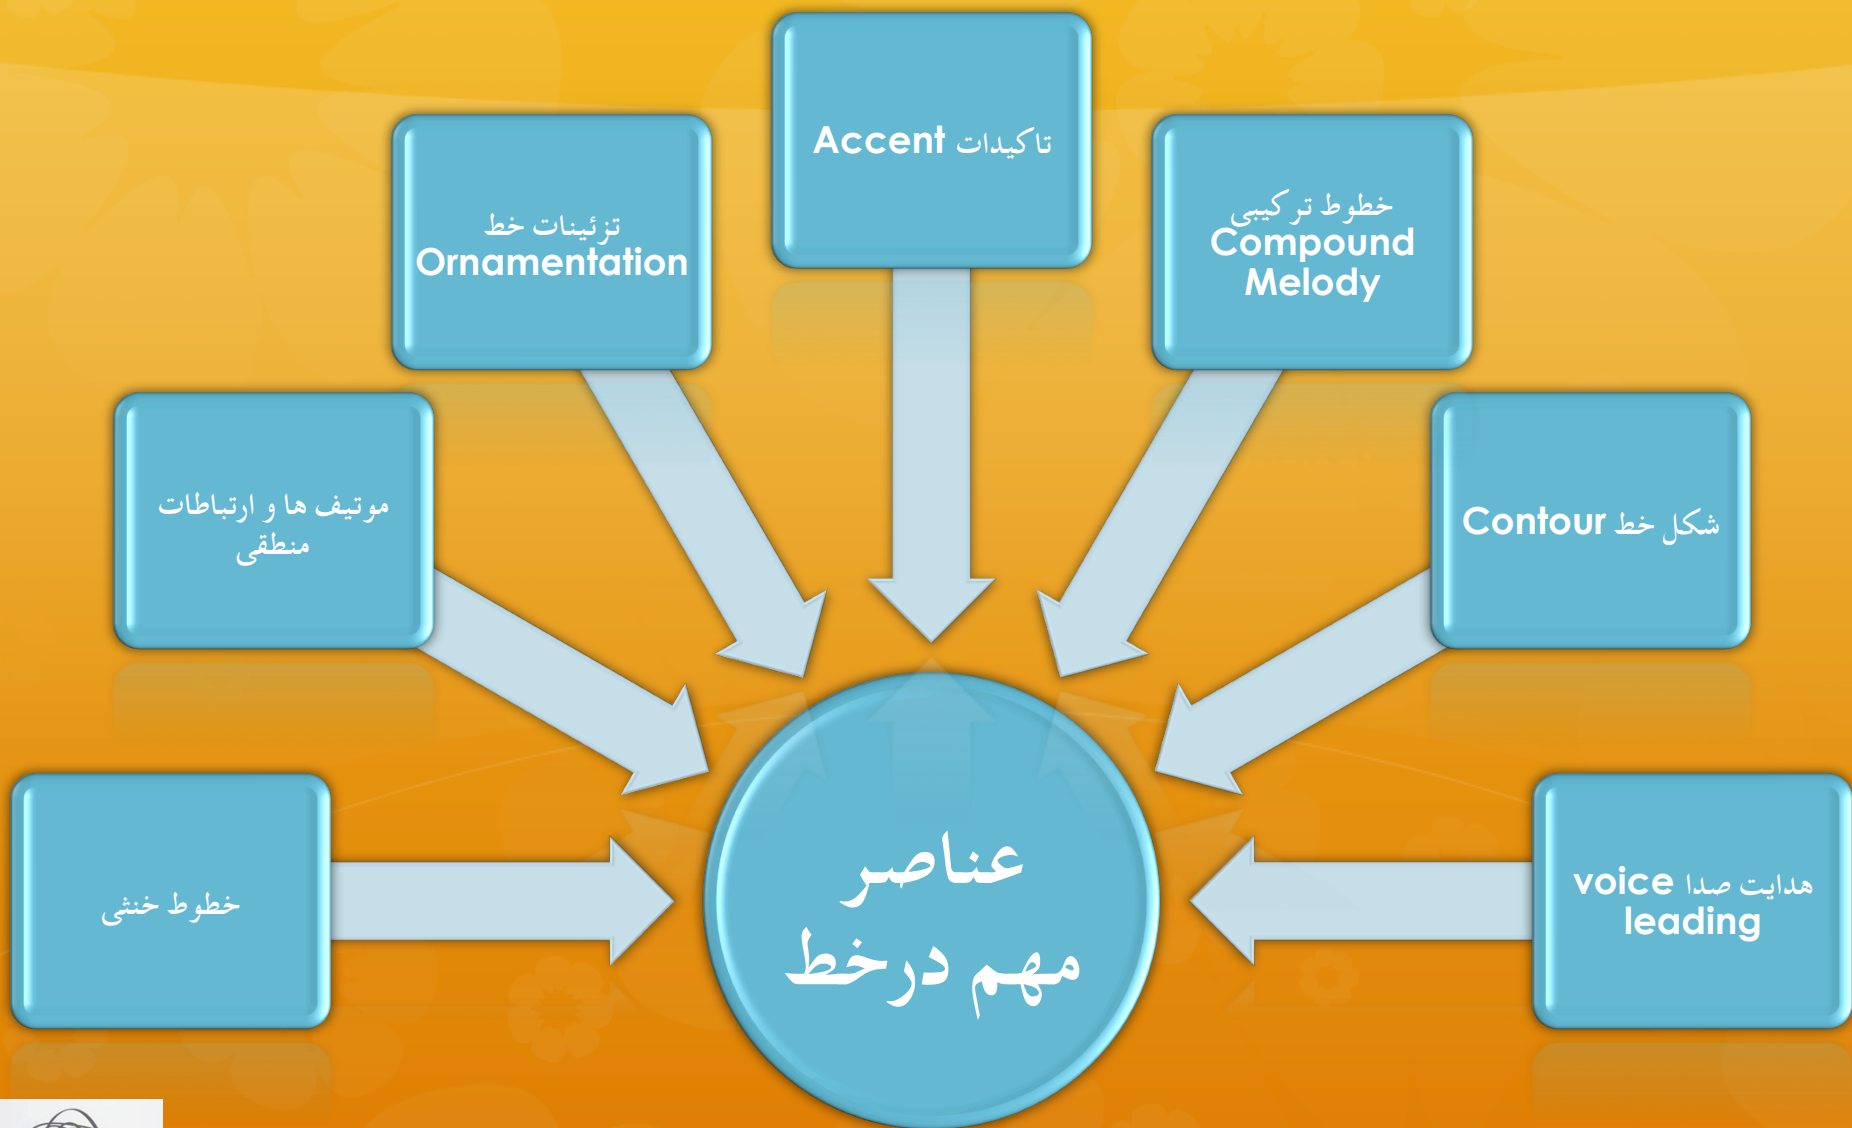 تاکیدات Accent
خطوط ترکیبی
Compound
Melody
تزئینات خط
Ornamentation
شکل خط Contour
موتیف ها و ارتباطات
منطقی
هدایت صدا voice
leading
خطوط خنثی
عناصر
مهم درخط